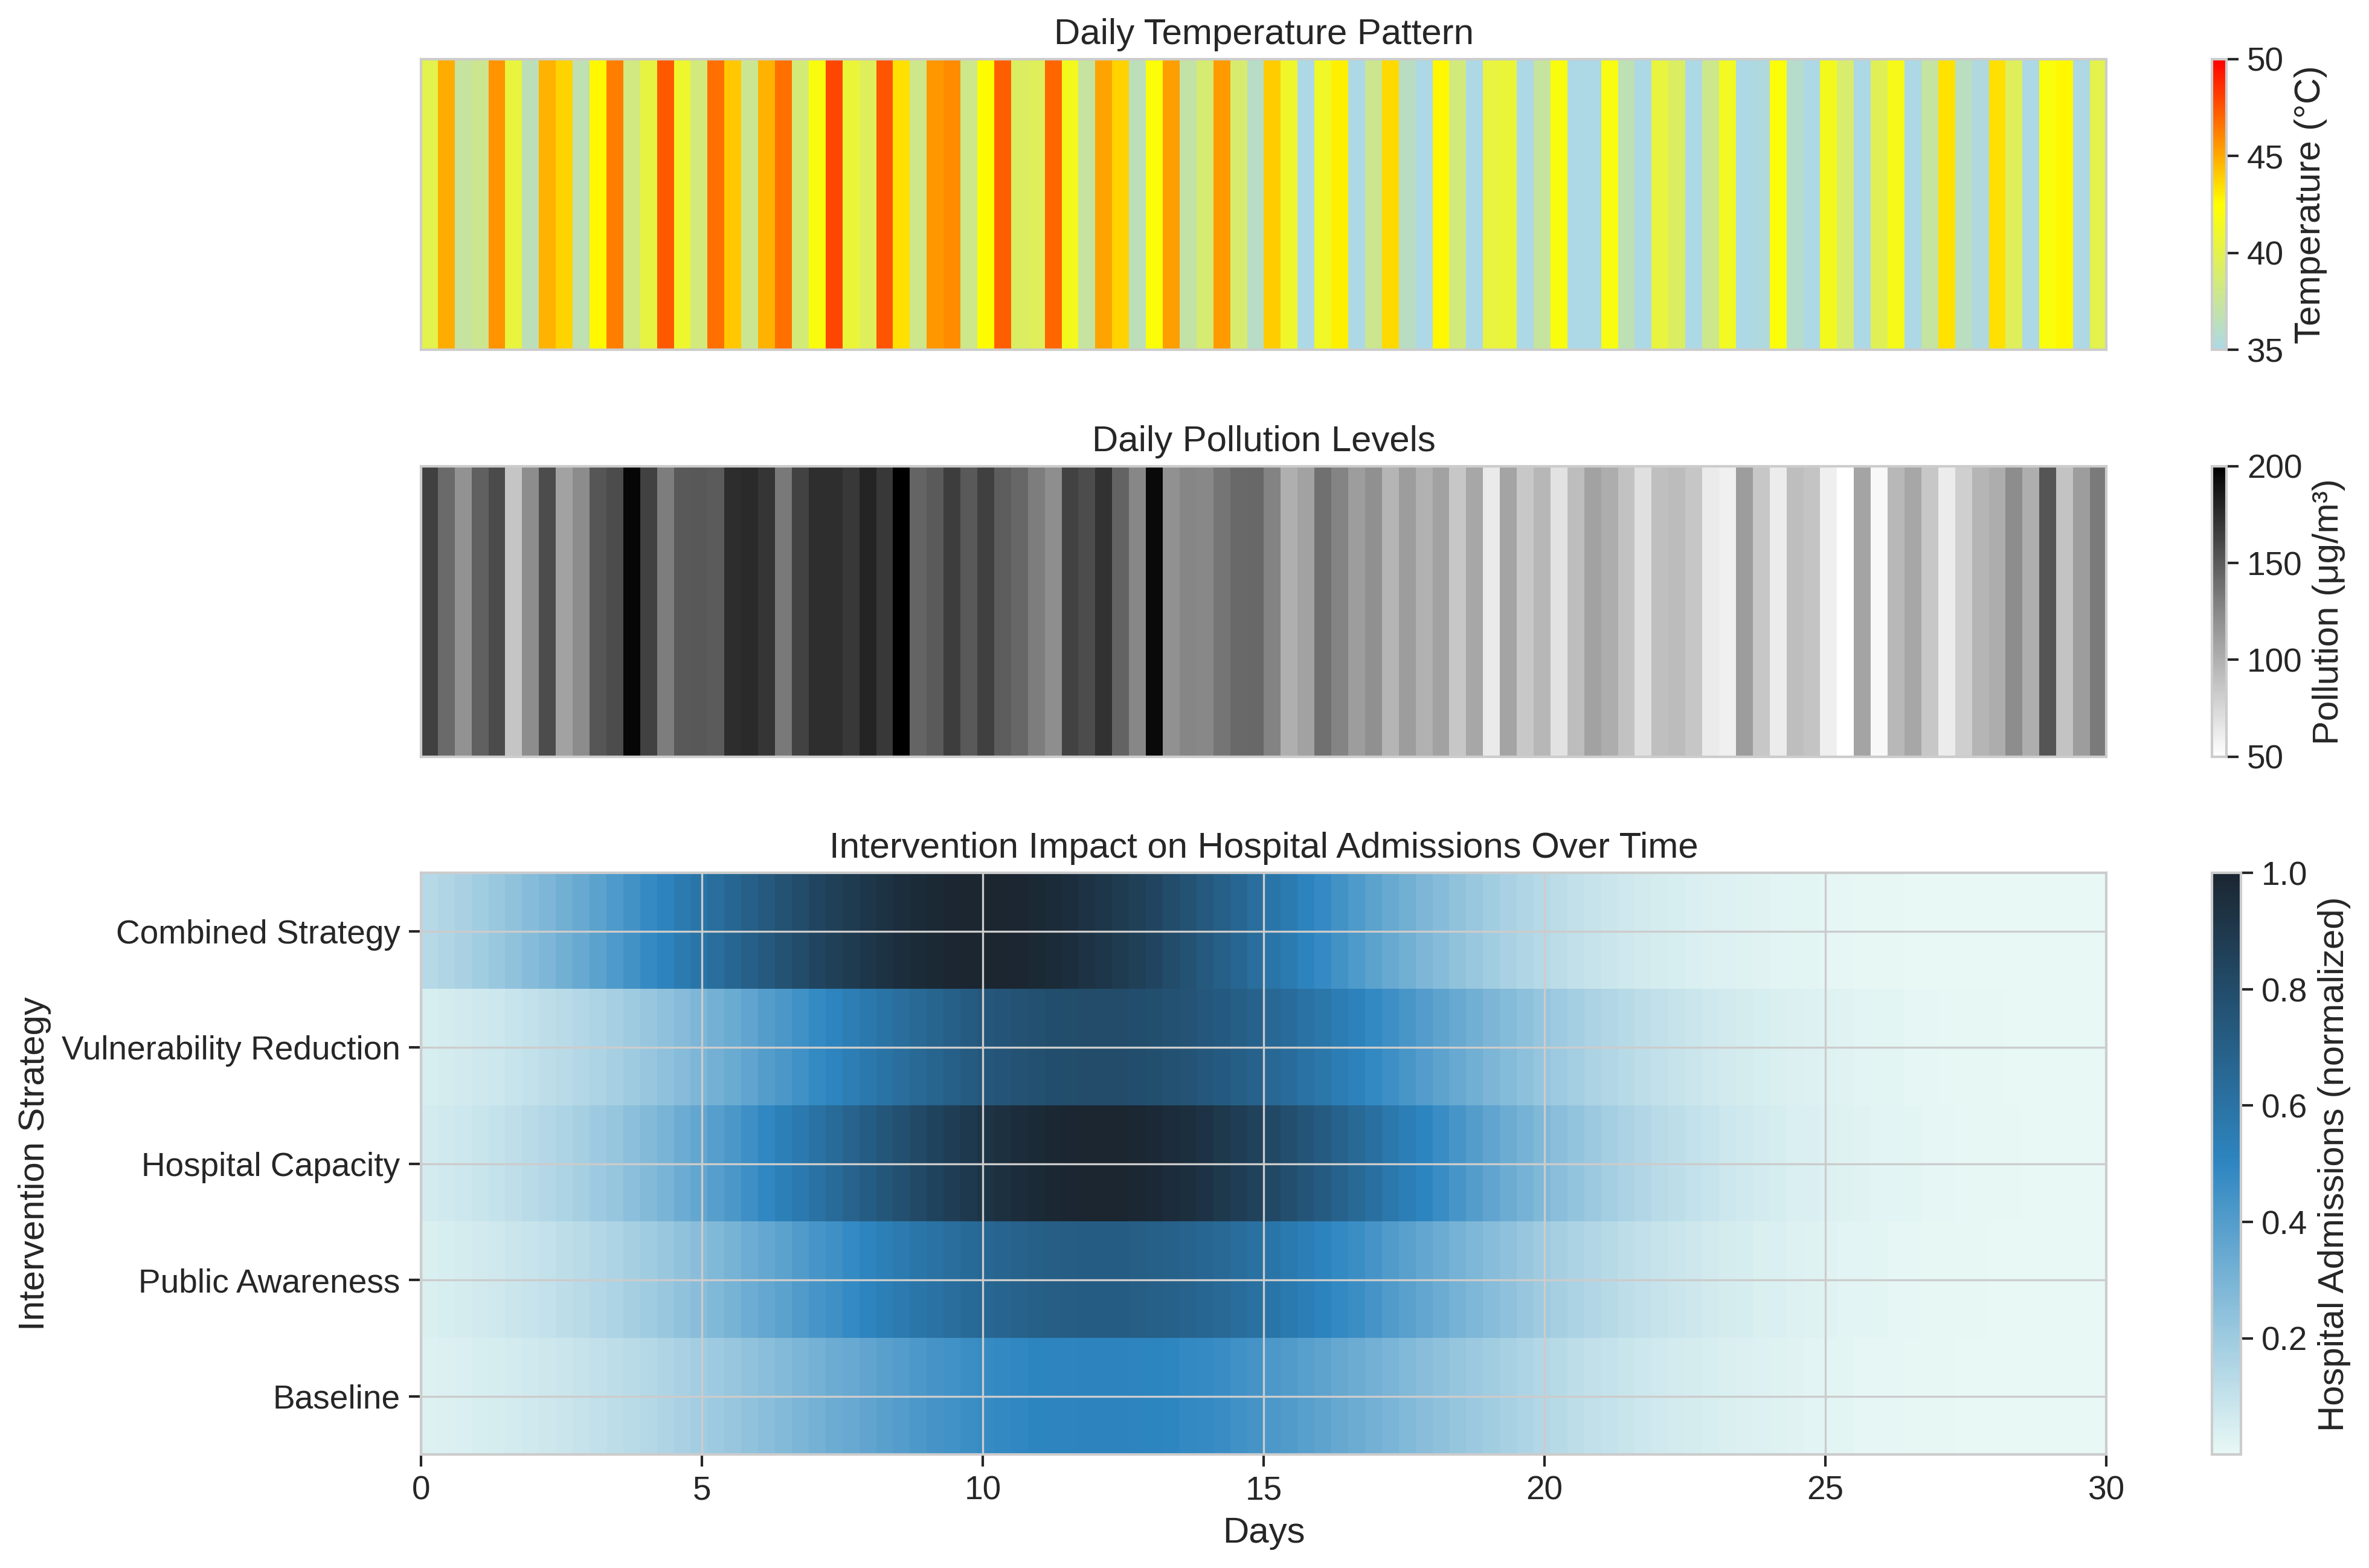 Daily Temperature Pattern
50
45
40
35
Temperature (°C)
Daily Pollution Levels
200
150
100
50
Pollution (µg/m³)
Intervention Impact on Hospital Admissions Over Time
Intervention Strategy
Combined Strategy
Vulnerability Reduction
Hospital Capacity
Public Awareness
Baseline
0 5 10 15 20 25 30
Days
1.0
0.8
0.6
0.4
0.2
Hospital Admissions (normalized)